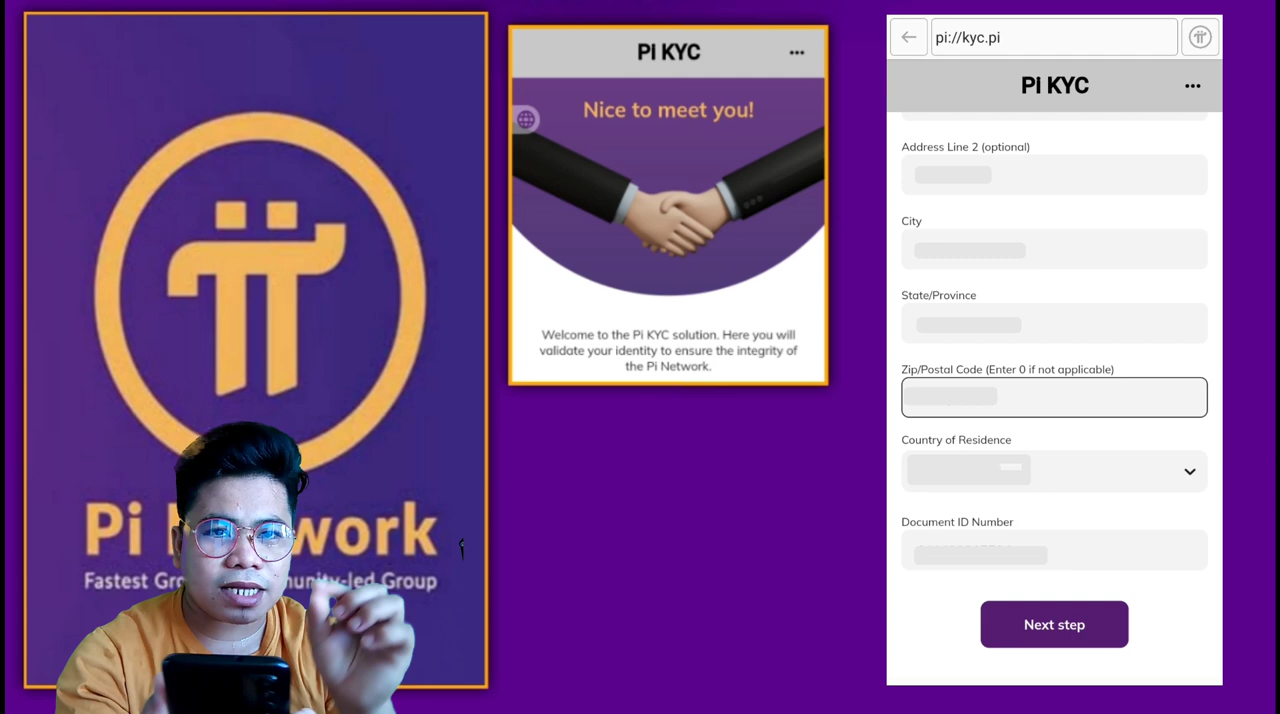 Pi Network
Fastest Community-led Group
Pi KYC
Nice to meet you!
Welcome to the Pi KYC solution. Here you will
validate your identity to ensure the integrity of
the Pi Network.
pi://kyc.pi
Pi KYC
Address Line 2 (optional)
City
State/Province
Zip/Postal Code (Enter 0 if not applicable)
Country of Residence
Document ID Number
Next step